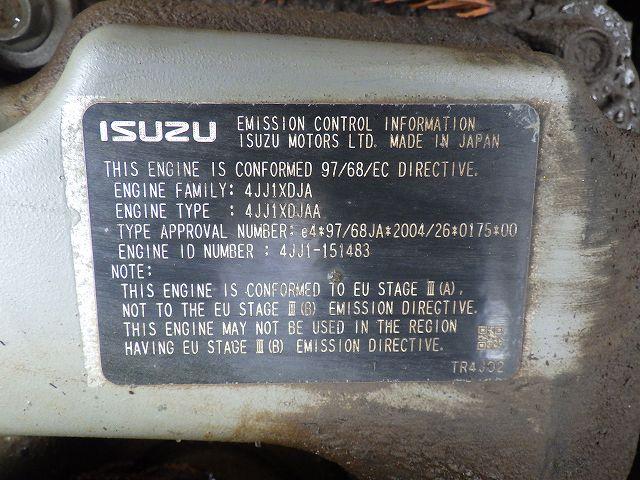 ISUZU EMISSION CONTROL INFORMATION
ISUZU MOTORS LTD. MADE IN JAPAN
THIS ENGINE IS CONFORMED 97/68/EC DIRECTIVE.
ENGINE FAMILY: 4JJ1XDJA
ENGINE TYPE : 4JJ1XDJAA
TYPE APPROVAL NUMBER: e4*97/68JA*2004/26*0175*00
ENGINE ID NUMBER : 4JJ1-151483
NOTE:
THIS ENGINE IS CONFORMED TO EU STAGE Ⅲ(A),
NOT TO THE EU STAGE Ⅲ(B) EMISSION DIRECTIVE.
THIS ENGINE MAY NOT BE USED IN THE REGION
HAVING EU STAGE Ⅲ(B) EMISSION DIRECTIVE.
TR4J02